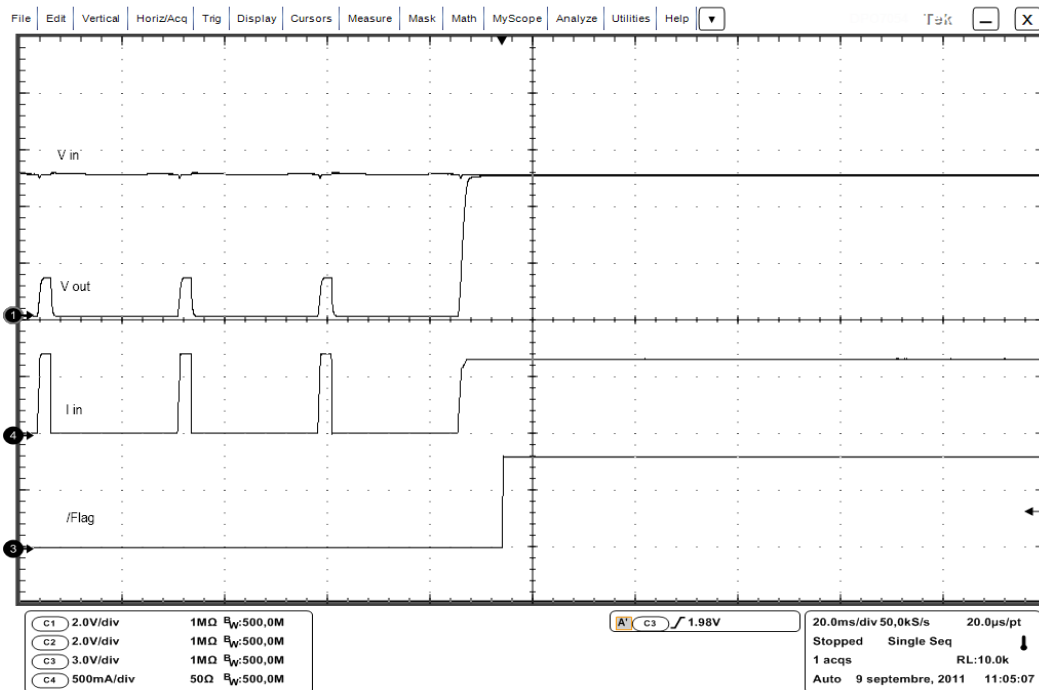 File Edit Vertical Horiz/Acq Trig Display Cursors Measure Mask Math MyScope Analyze Utilities Help Tek X
V in
V out
1
I in
4
/Flag
3
C1 2.0V/div 1MΩ BW:500,0M
C2 2.0V/div 1MΩ BW:500,0M
C3 3.0V/div 1MΩ BW:500,0M
C4 500mA/div 50Ω BW:500,0M
A' C3 1.98V
20.0ms/div 50,0kS/s 20.0µs/pt
Stopped Single Seq
1 acqs RL:10.0k
Auto 9 septembre, 2011 11:05:07